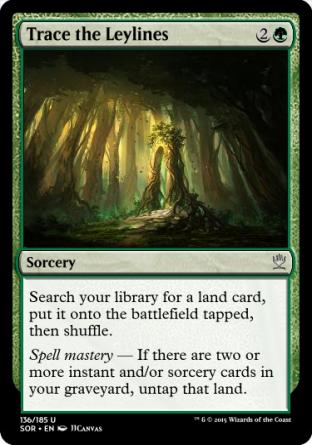 Trace the Leylines 2
Sorcery
Search your library for a land card,
put it onto the battlefield tapped,
then shuffle.
Spell mastery — If there are two or
more instant and/or sorcery cards in
your graveyard, untap that land.
136/185 U
SOR • EN JJCANVAS
™ & © 2015 Wizards of the Coast